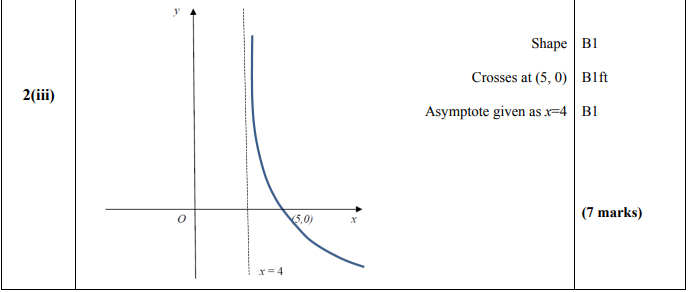 y
Shape B1
Crosses at (5, 0) B1ft
2(iii)
Asymptote given as x=4 B1
O
(5,0)
x
(7 marks)
x = 4